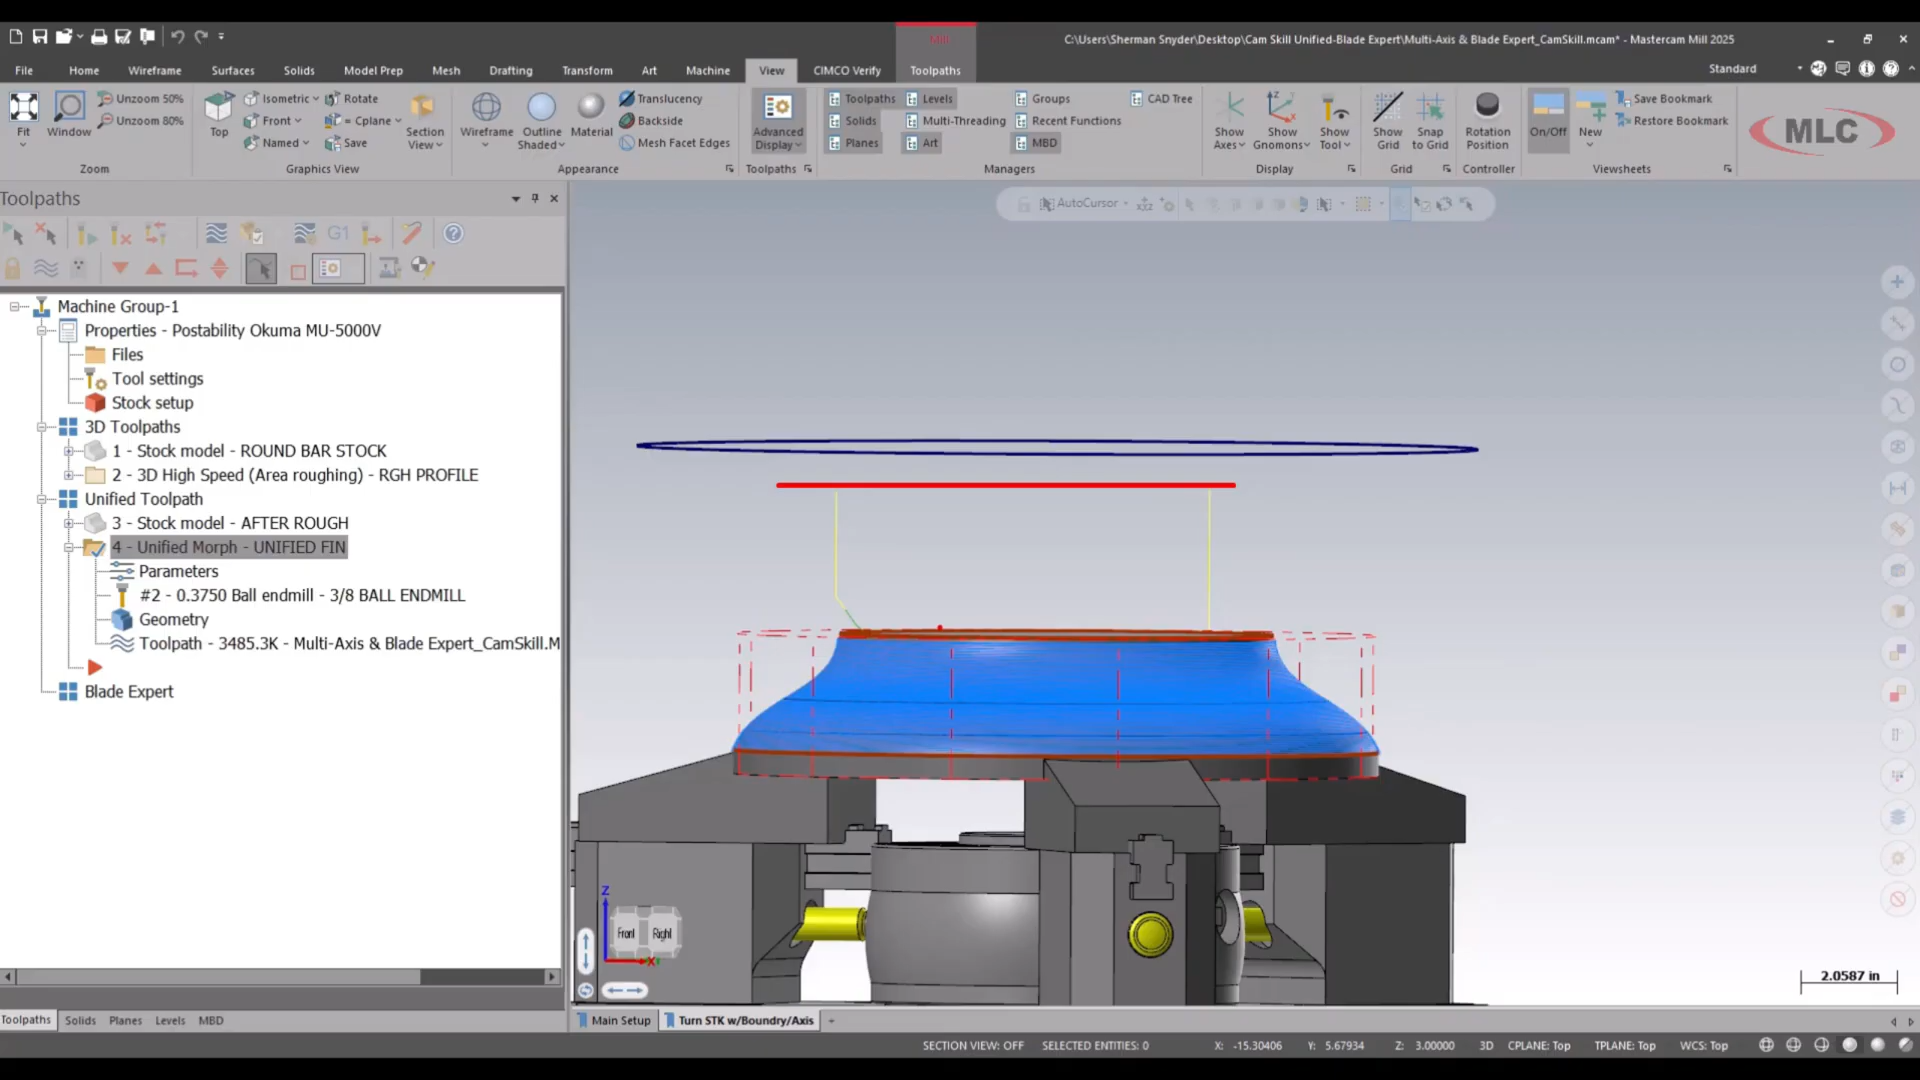 Mill
C:\Users\Sherman Snyder\Desktop\Cam Skill Unified-Blade Expert\Multi-Axis & Blade Expert_CamSkill.mcam* - Mastercam Mill 2025
File Home Wireframe Surfaces Solids Model Prep Mesh Drafting Transform Art Machine View CIMCO Verify Toolpaths Standard
Unzoom 50% Isometric Rotate Translucency Toolpaths Levels Groups CAD Tree Save Bookmark
Unzoom 80% Front = Cplane Backside Solids Multi-Threading Recent Functions Restore Bookmark
Fit Window Top Named Save Section View Wireframe Outline Shaded Material Mesh Facet Edges Advanced Display Planes Art MBD Show Axes Show Gnomons Show Tool Show Grid Snap to Grid Rotation Position On/Off New
MLC
Zoom Graphics View Appearance Toolpaths Managers Display Grid Controller Viewsheets
Toolpaths
AutoCursor
G1
Machine Group-1
Properties - Postability Okuma MU-5000V
Files
Tool settings
Stock setup
3D Toolpaths
1 - Stock model - ROUND BAR STOCK
2 - 3D High Speed (Area roughing) - RGH PROFILE
Unified Toolpath
3 - Stock model - AFTER ROUGH
4 - Unified Morph - UNIFIED FIN
Parameters
#2 - 0.3750 Ball endmill - 3/8 BALL ENDMILL
Geometry
Toolpath - 3485.3K - Multi-Axis & Blade Expert_CamSkill.M
Blade Expert
Z
Front Right
X
2.0587 in
Toolpaths Solids Planes Levels MBD
Main Setup Turn STK w/Boundry/Axis +
SECTION VIEW: OFF SELECTED ENTITIES: 0 X: -15.30406 Y: 5.67934 Z: 3.00000 3D CPLANE: Top TPLANE: Top WCS: Top